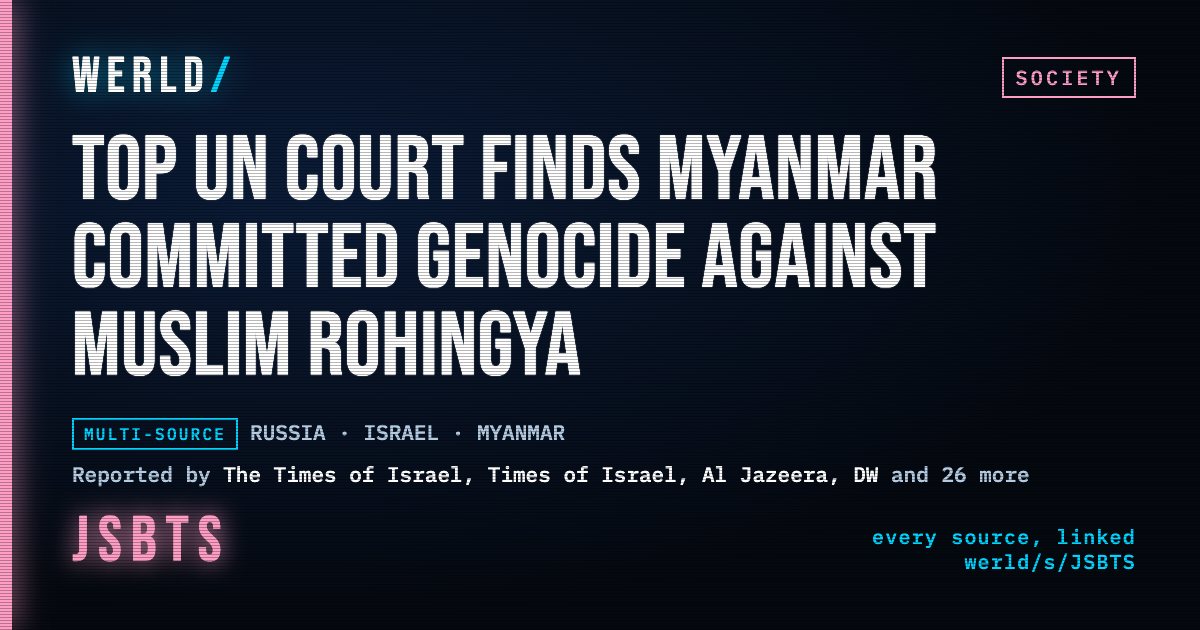 WERLD/
SOCIETY
TOP UN COURT FINDS MYANMAR
COMMITTED GENOCIDE AGAINST
MUSLIM ROHINGYA
MULTI-SOURCE RUSSIA · ISRAEL · MYANMAR
Reported by The Times of Israel, Times of Israel, Al Jazeera, DW and 26 more
JSBTS
every source, linked
werld/s/JSBTS